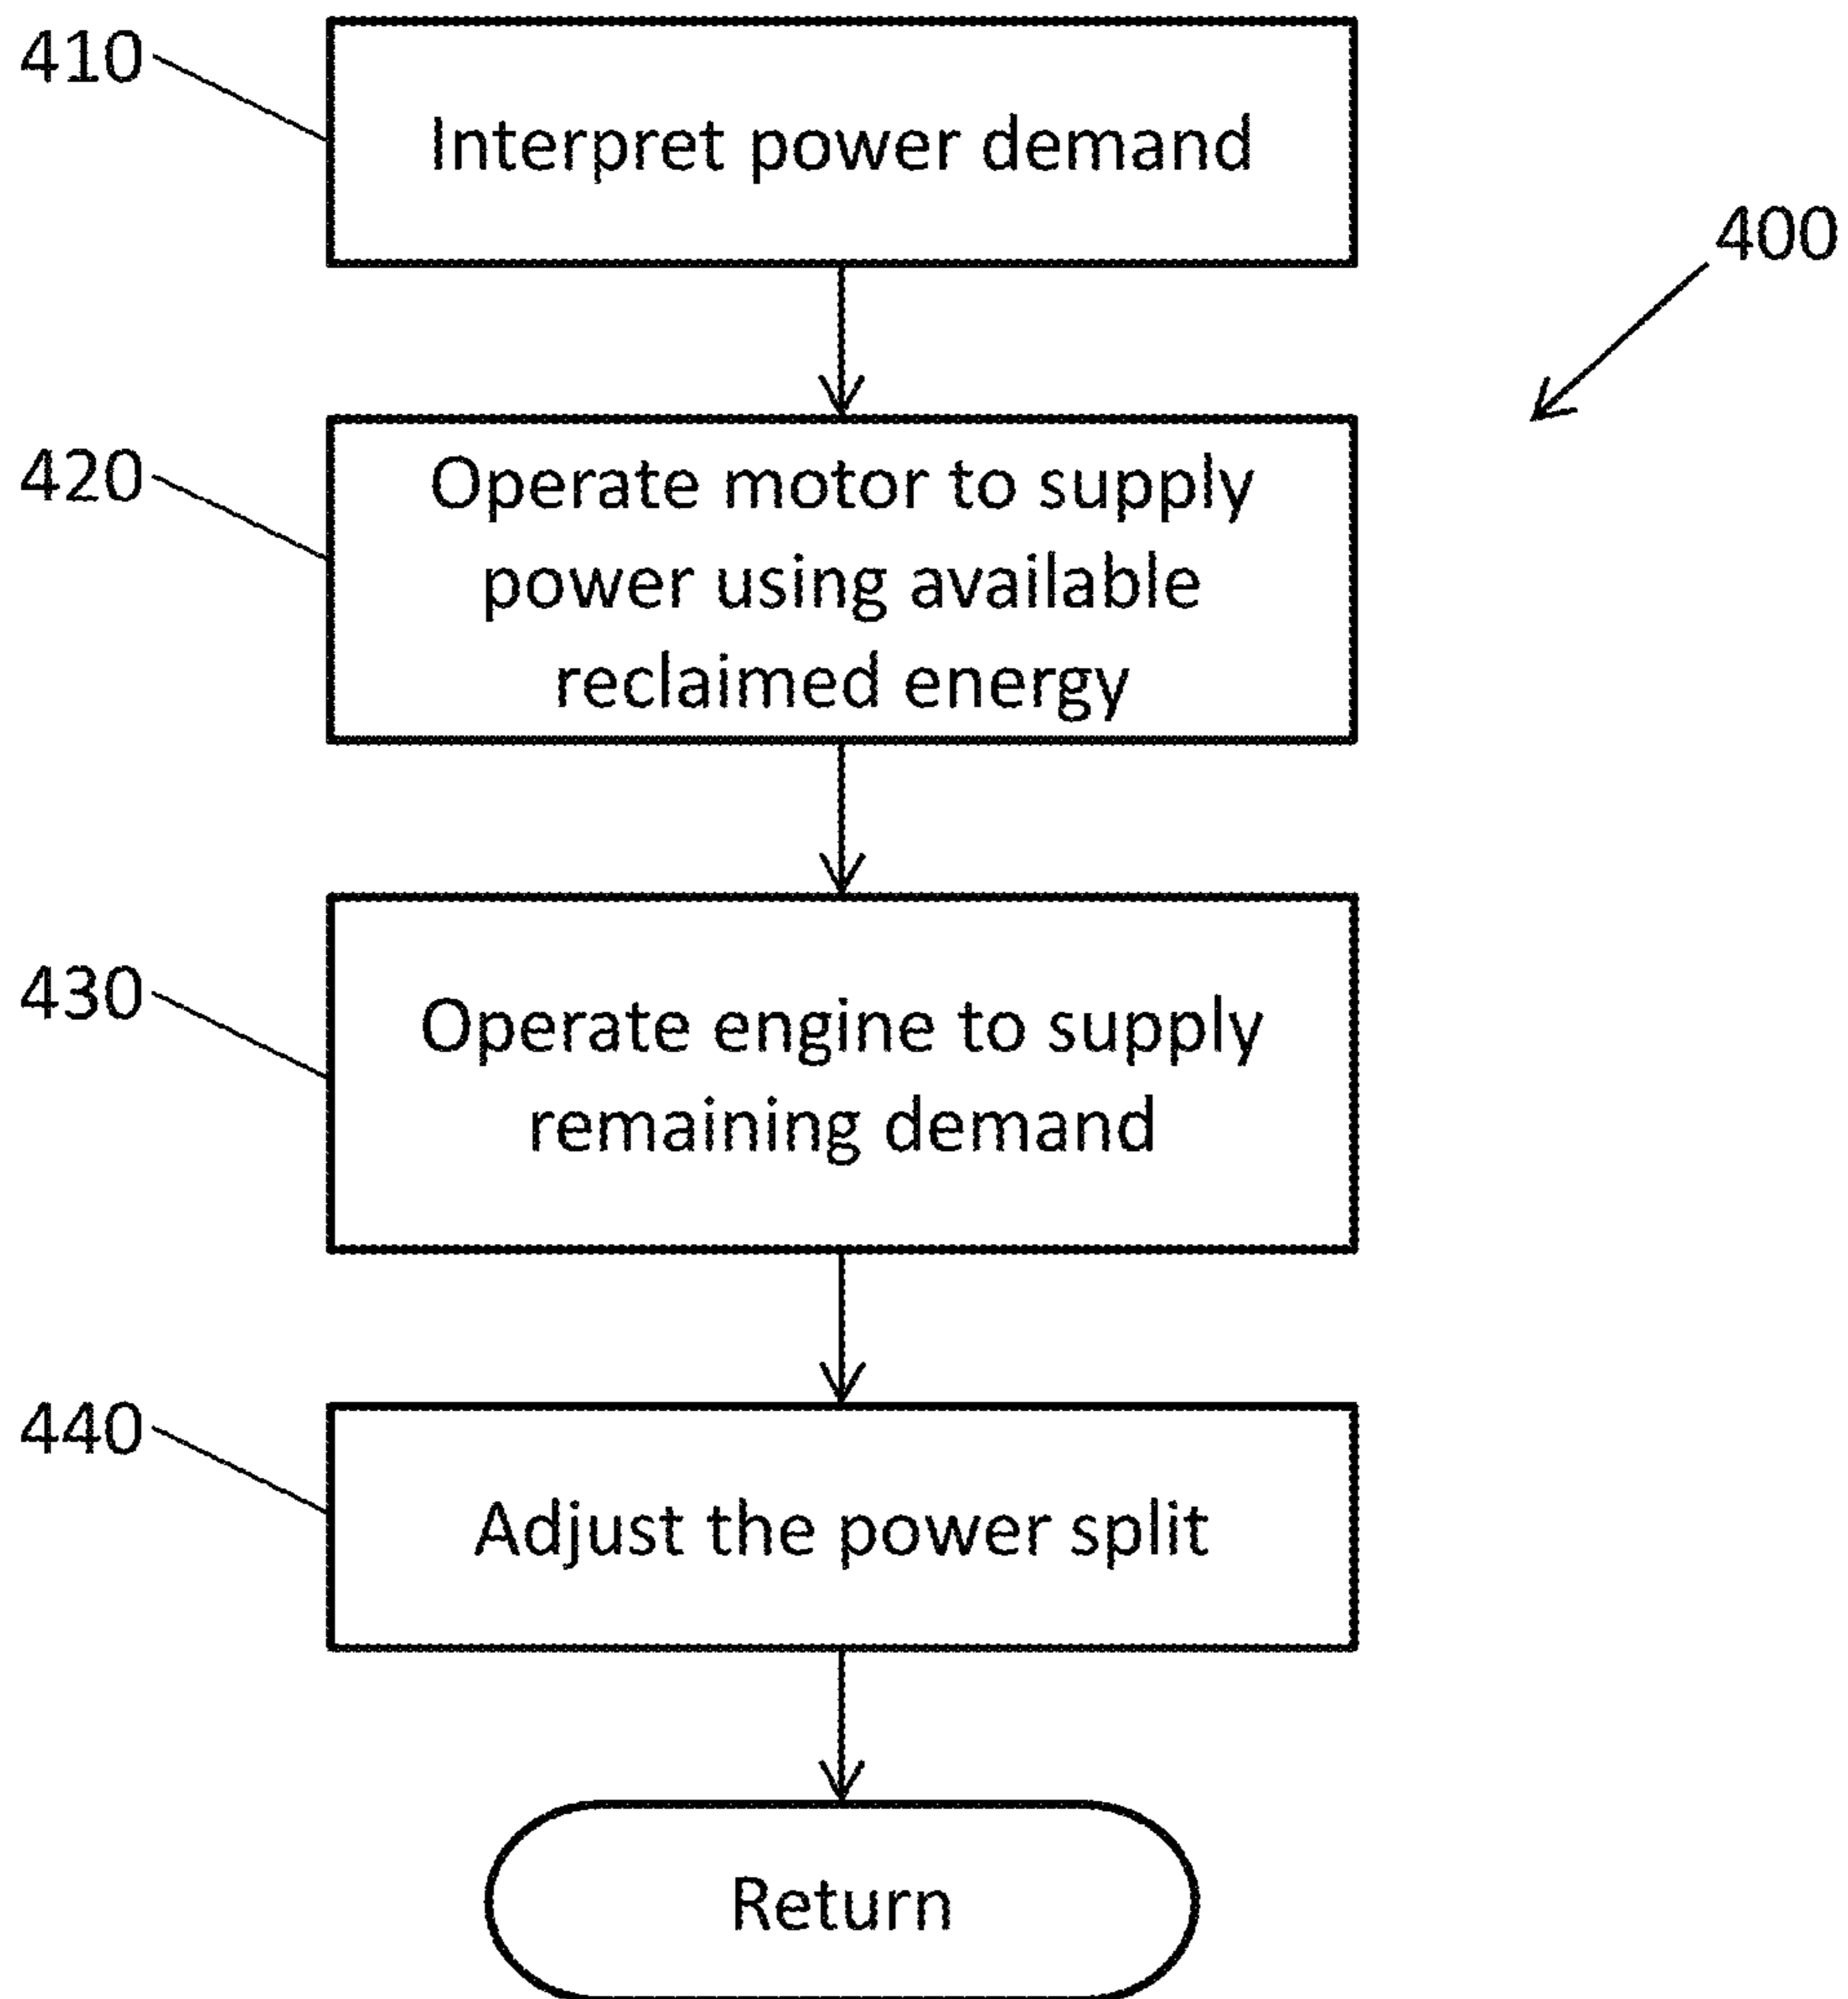 410
Interpret power demand
400
420
Operate motor to supply
power using available
reclaimed energy
430
Operate engine to supply
remaining demand
440
Adjust the power split
Return